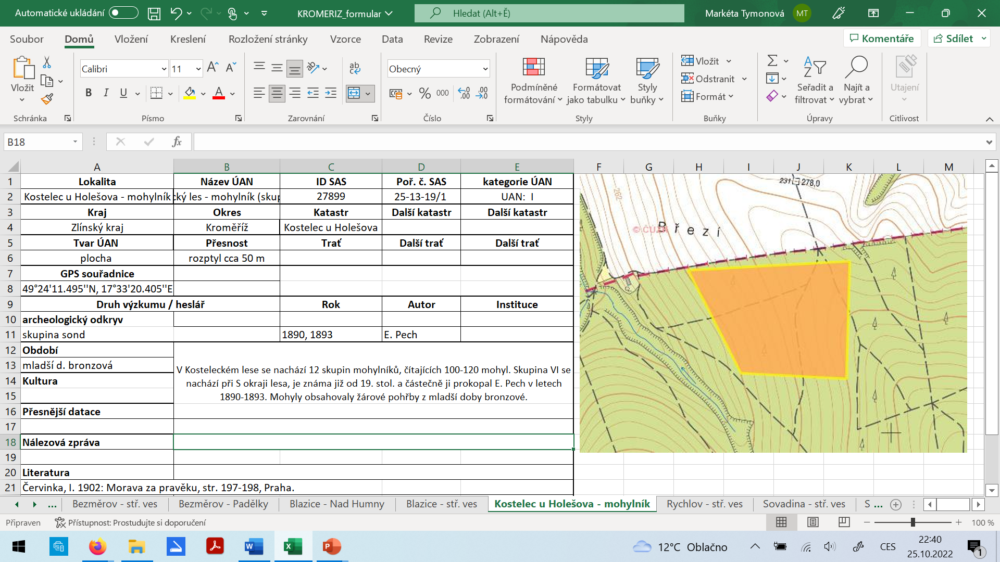 Automatické ukládání
KROMERIZ_formular
Hledat (Alt+Ě)
Markéta Tymonová
MT
Soubor
Domů
Vložení
Kreslení
Rozložení stránky
Vzorce
Data
Revize
Zobrazení
Nápověda
Komentáře
Sdílet
Vložit
Calibri
11
Obecný
Podmíněné formátování
Formátovat jako tabulku
Styly buňky
Vložit
Odstranit
Formát
Seřadit a filtrovat
Najít a vybrat
Utajení
Schránka
Písmo
Zarovnání
Číslo
Styly
Buňky
Úpravy
Citlivost
B18
fx
A B C D E F G H I J K L M
1 Lokalita Název ÚAN ID SAS Poř. č. SAS kategorie ÚAN
2 Kostelec u Holešova - mohylník cký les - mohylník (skup 27899 25-13-19/1 UAN: I
3 Kraj Okres Katastr Další katastr Další katastr
4 Zlínský kraj Kroměříž Kostelec u Holešova
5 Tvar ÚAN Přesnost Trať Další trať Další trať
6 plocha rozptyl cca 50 m
7 GPS souřadnice
8 49°24'11.495''N, 17°33'20.405''E
9 Druh výzkumu / heslář Rok Autor Instituce
10 archeologický odkryv
11 skupina sond 1890, 1893 E. Pech
12 Období
13 mladší d. bronzová
14 Kultura
15
16 Přesnější datace
17
18 Nálezová zpráva
19
20 Literatura
21 Červinka, I. 1902: Morava za pravěku, str. 197-198, Praha.
V Kosteleckém lese se nachází 12 skupin mohylníků, čítajících 100-120 mohyl. Skupina VI se
nachází při S okraji lesa, je známa již od 19. stol. a částečně ji prokopal E. Pech v letech
1890-1893. Mohyly obsahovaly žárové pohřby z mladší doby bronzové.
231 278,0
262
© ČÚZK
Březí
...
Bezměrov - stř. ves
Bezměrov - Padělky
Blazice - Nad Humny
Blazice - stř. ves
Kostelec u Holešova - mohylník
Rychlov - stř. ves
Sovadina - stř. ves
S ...
Připraven
Přístupnost: Prostudujte si doporučení
100 %
12°C Oblačno
CES
22:40
25.10.2022
1